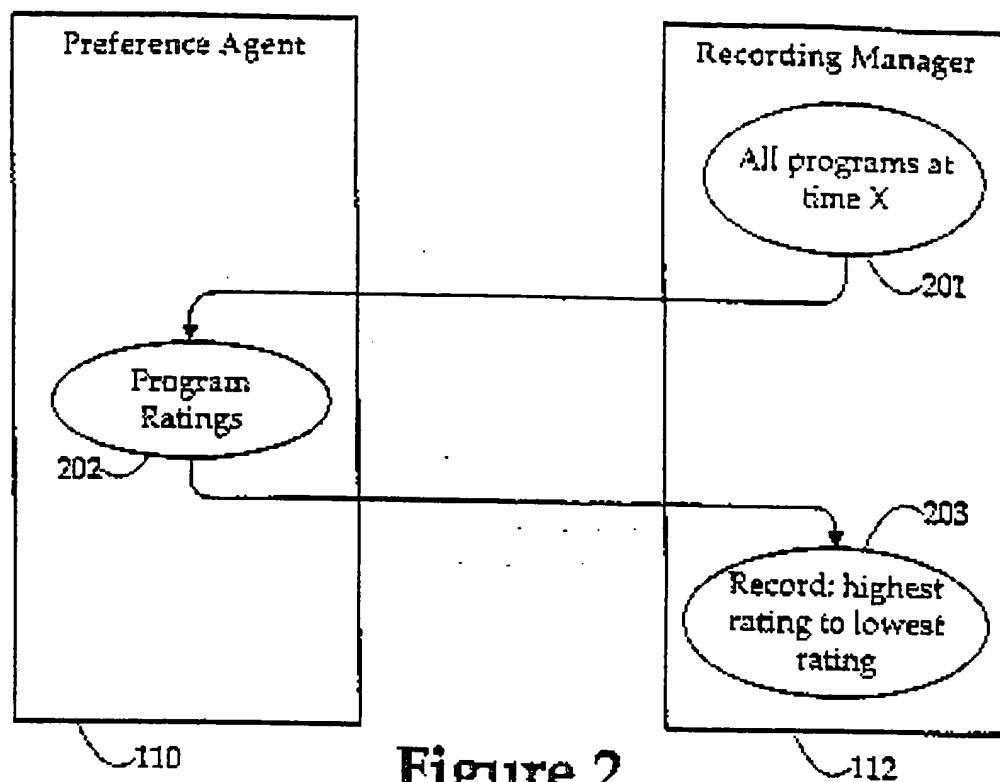 Preference Agent
Recording Manager
All programs at
time X
201
Program
Ratings
202
203
Record: highest
rating to lowest
rating
110
112
Figure 2